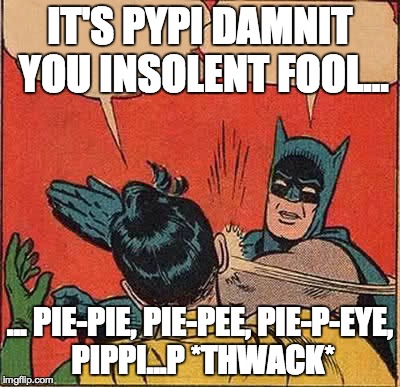 IT'S PYPI DAMNIT
YOU INSOLENT FOOL...
... PIE-PIE, PIE-PEE, PIE-P-EYE,
PIPPI...P *THWACK*
imgflip.com